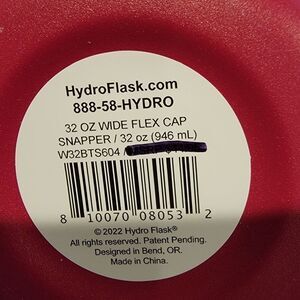 HydroFlask.com
888-58-HYDRO
32 OZ WIDE FLEX CAP
SNAPPER / 32 oz (946 mL)
W32BTS604 /
8 10070 08053 2
© 2022 Hydro Flask®
All rights reserved. Patent Pending.
Designed in Bend, OR.
Made in China.